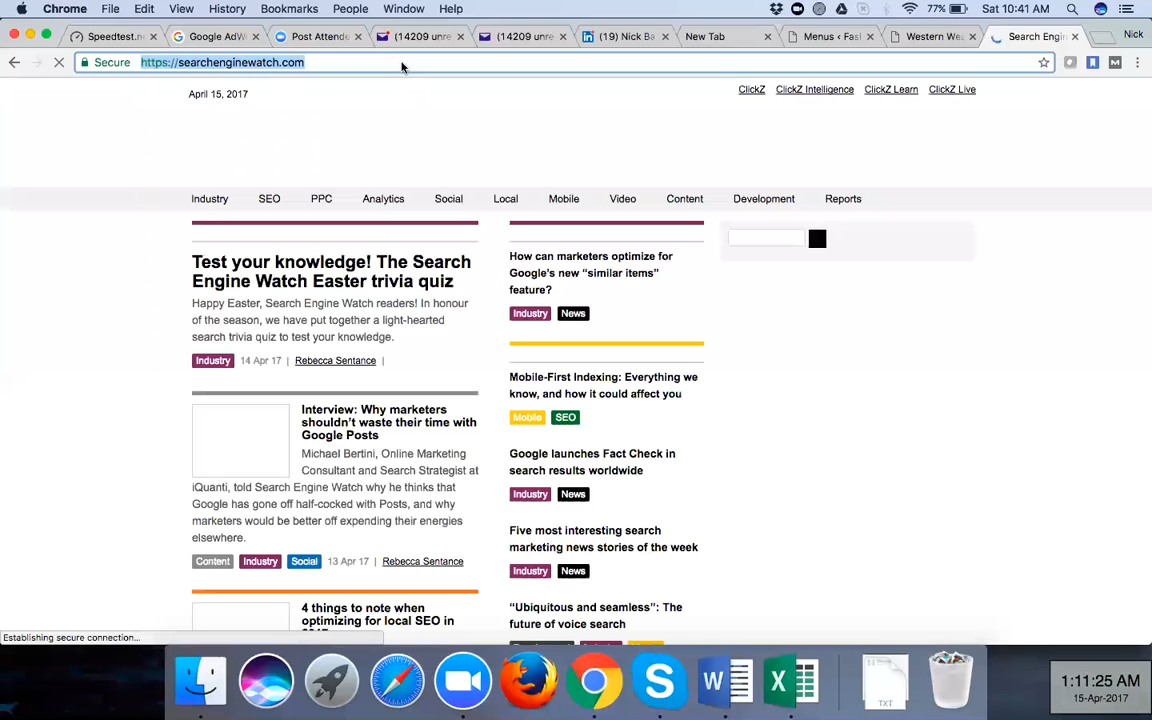 Chrome File Edit View History Bookmarks People Window Help 77% Sat 10:41 AM
Speedtest.ne Google AdWo Post Attende (14209 unre (14209 unre (19) Nick Ba New Tab Menus ‹ Fash Western Wea Search Engin Nick
Secure https://searchenginewatch.com
April 15, 2017
ClickZ ClickZ Intelligence ClickZ Learn ClickZ Live
Industry SEO PPC Analytics Social Local Mobile Video Content Development Reports
Test your knowledge! The Search
Engine Watch Easter trivia quiz
Happy Easter, Search Engine Watch readers! In honour
of the season, we have put together a light-hearted
search trivia quiz to test your knowledge.
Industry 14 Apr 17 | Rebecca Sentance |
Interview: Why marketers
shouldn't waste their time with
Google Posts
Michael Bertini, Online Marketing
Consultant and Search Strategist at
iQuanti, told Search Engine Watch why he thinks that
Google has gone off half-cocked with Posts, and why
marketers would be better off expending their energies
elsewhere.
Content Industry Social 13 Apr 17 | Rebecca Sentance
4 things to note when
optimizing for local SEO in
How can marketers optimize for
Google's new “similar items”
feature?
Industry News
Mobile-First Indexing: Everything we
know, and how it could affect you
Mobile SEO
Google launches Fact Check in
search results worldwide
Industry News
Five most interesting search
marketing news stories of the week
Industry News
“Ubiquitous and seamless”: The
future of voice search
Establishing secure connection...
W X TXT
1:11:25 AM
15-Apr-2017